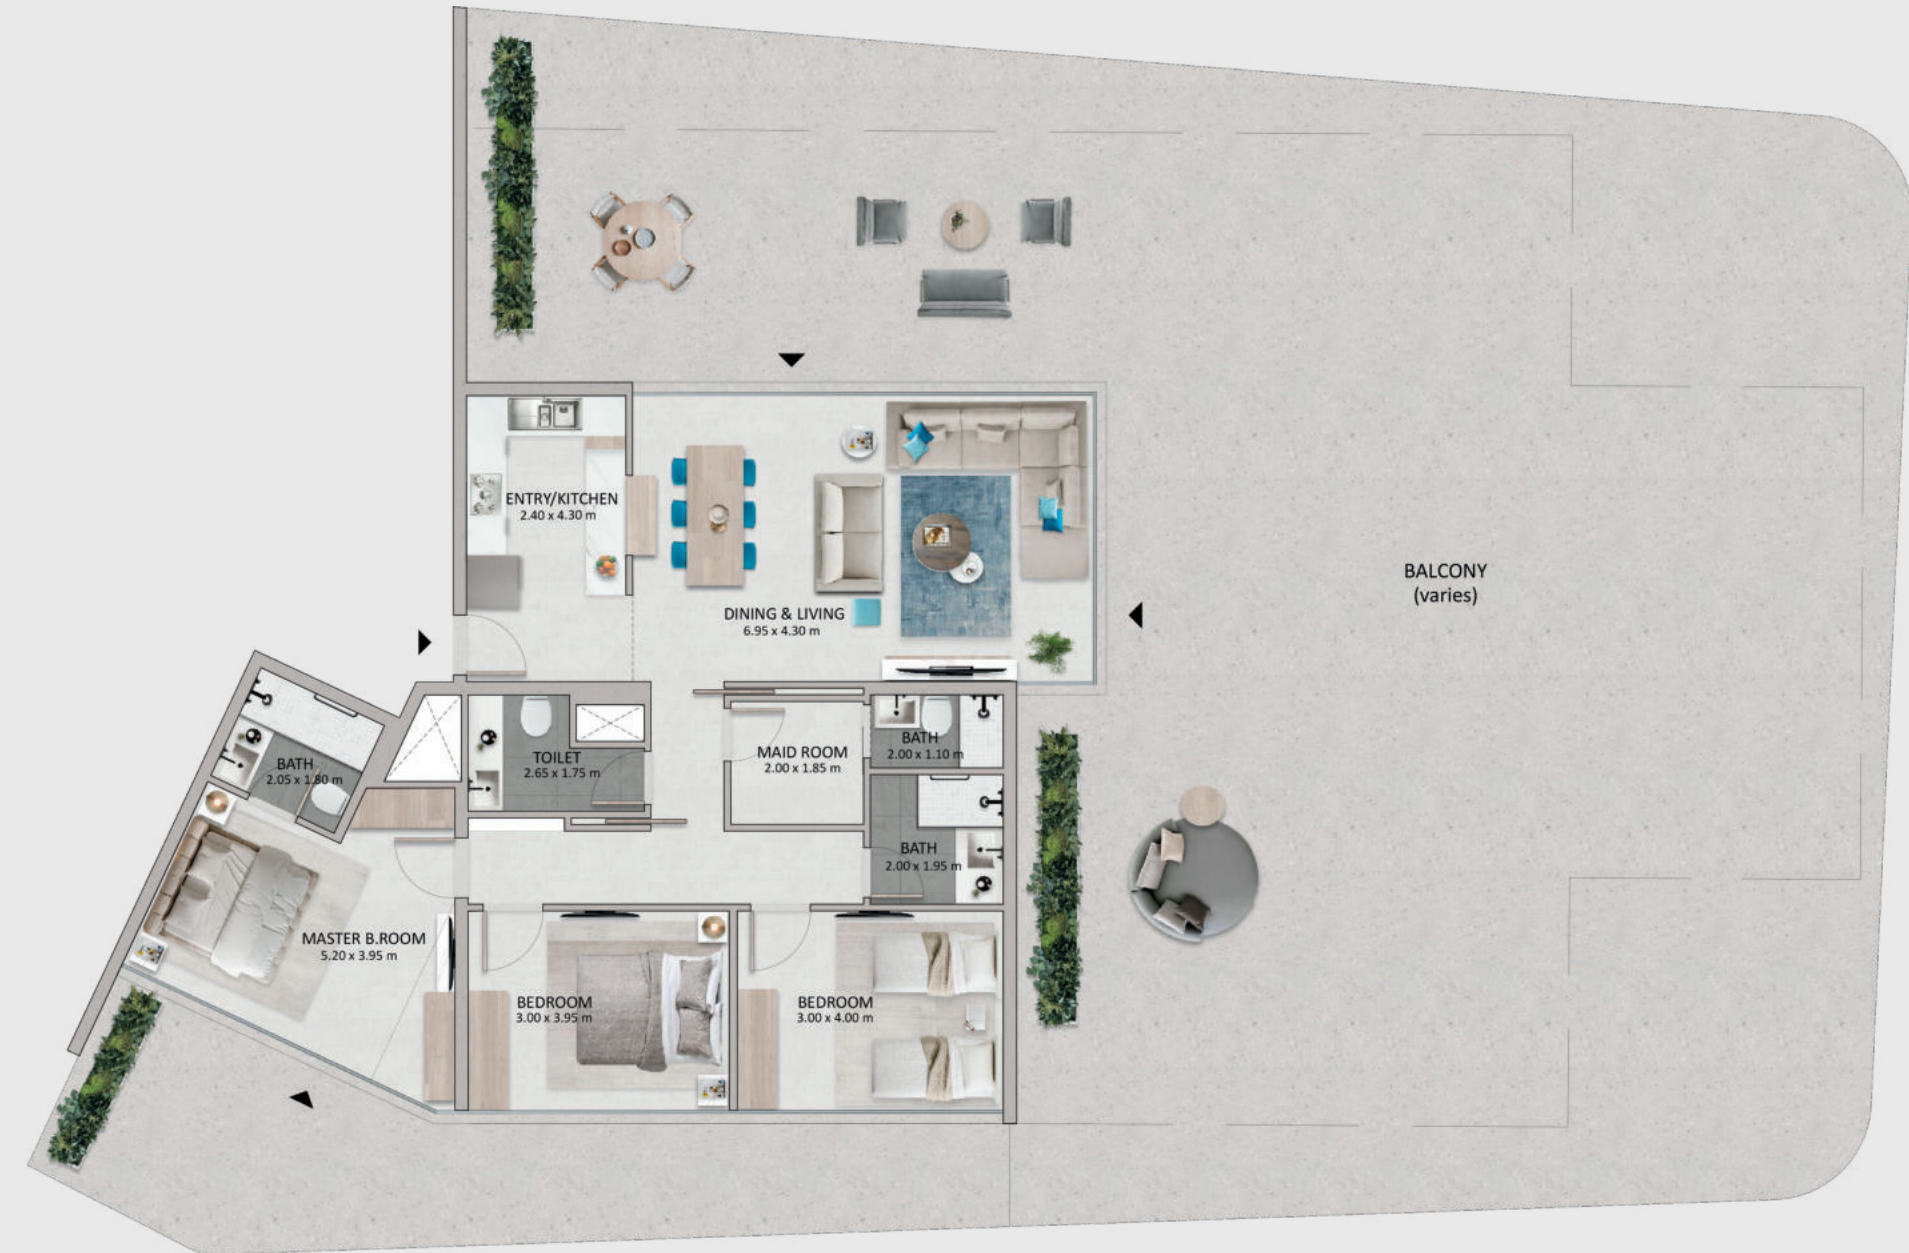 ENTRY/KITCHEN
2.40 x 4.30 m
DINING & LIVING
6.95 x 4.30 m
BALCONY
(varies)
BATH
2.05 x 1.80 m
TOILET
2.65 x 1.75 m
MAID ROOM
2.00 x 1.85 m
BATH
2.00 x 1.10 m
BATH
2.00 x 1.95 m
MASTER B.ROOM
5.20 x 3.95 m
BEDROOM
3.00 x 3.95 m
BEDROOM
3.00 x 4.00 m